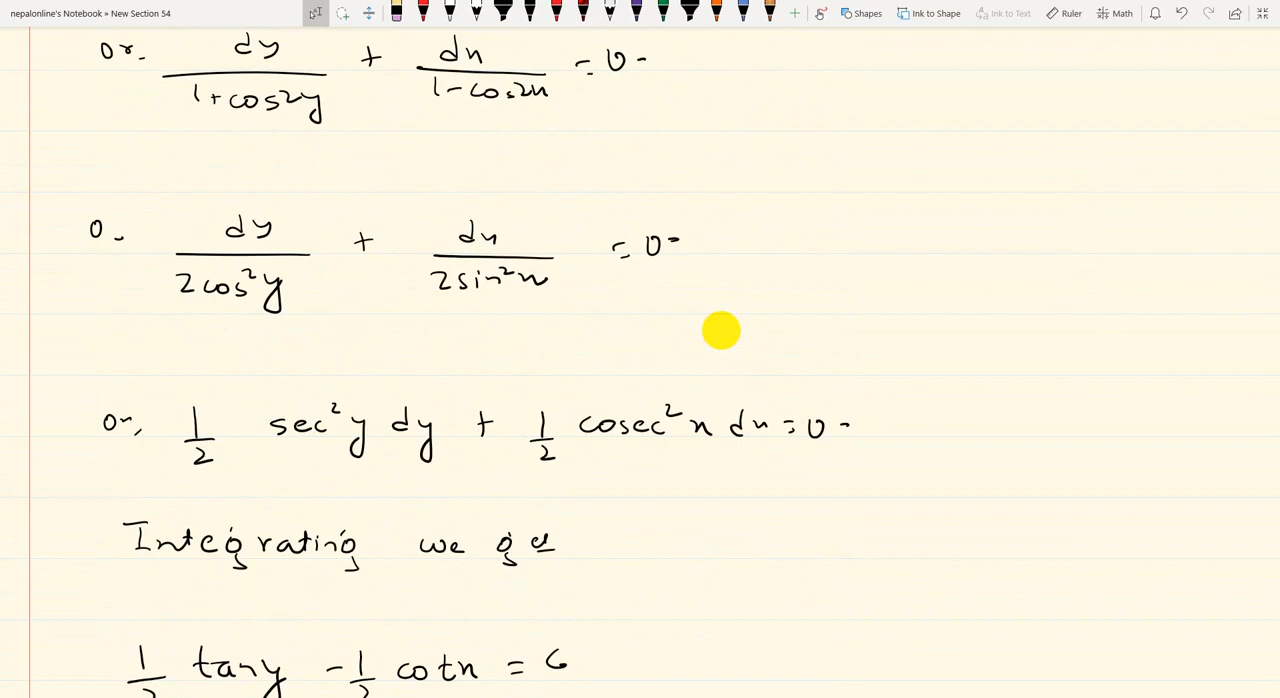 nepalonline's Notebook » New Section 54
Shapes Ink to Shape Ink to Text Ruler Math
Or. dy/(1+cos2y) + dx/(1-cos2x) = 0.
O. dy/(2cos²y) + dx/(2sin²x) = 0.
Or, 1/2 sec²y dy + 1/2 cosec²x dx = 0.
Integrating we get
1/2 tany - 1/2 cotx = C